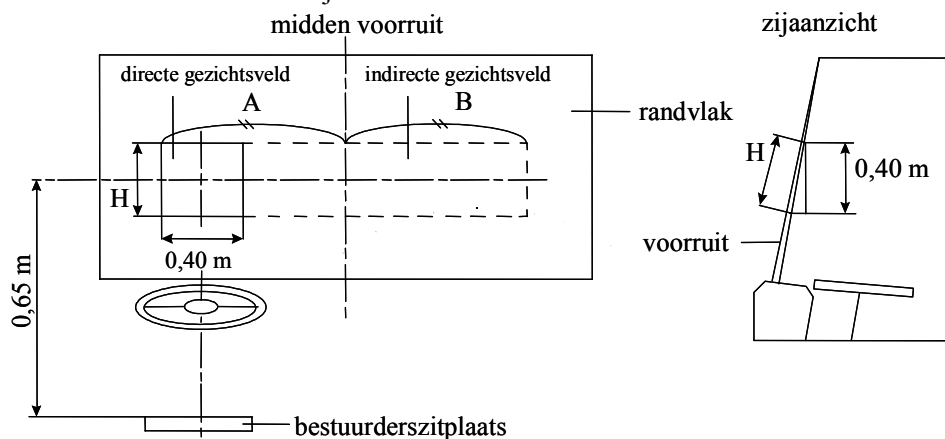 midden voorruit
zijaanzicht
directe gezichtsveld
indirecte gezichtsveld
A
B
randvlak
H
H
0,40 m
0,40 m
voorruit
0,65 m
bestuurderszitplaats